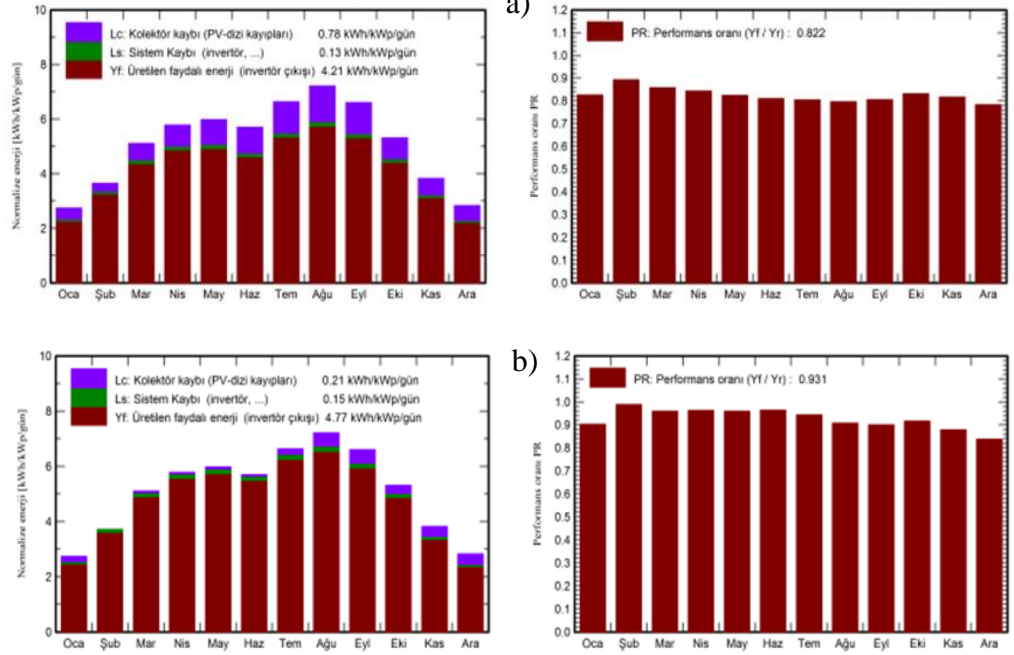 a)
Normalize enerji [kWh/kWp/gün]
10
8
6
4
2
0
Lc: Kolektör kaybı (PV-dizi kayıpları) 0.78 kWh/kWp/gün
Ls: Sistem Kaybı (invertör, ...) 0.13 kWh/kWp/gün
Yf: Üretilen faydalı enerji (invertör çıkışı) 4.21 kWh/kWp/gün
Oca Şub Mar Nis May Haz Tem Ağu Eyl Eki Kas Ara
Performans oranı PR
1.2
1.1
1.0
0.9
0.8
0.7
0.6
0.5
0.4
0.3
0.2
0.1
0.0
PR: Performans oranı (Yf / Yr) : 0.822
Oca Şub Mar Nis May Haz Tem Ağu Eyl Eki Kas Ara
b)
Normalize enerji [kWh/kWp/gün]
10
8
6
4
2
0
Lc: Kolektör kaybı (PV-dizi kayıpları) 0.21 kWh/kWp/gün
Ls: Sistem Kaybı (invertör, ...) 0.15 kWh/kWp/gün
Yf: Üretilen faydalı enerji (invertör çıkışı) 4.77 kWh/kWp/gün
Oca Şub Mar Nis May Haz Tem Ağu Eyl Eki Kas Ara
Performans oranı PR
1.2
1.1
1.0
0.9
0.8
0.7
0.6
0.5
0.4
0.3
0.2
0.1
0.0
PR: Performans oranı (Yf / Yr) : 0.931
Oca Şub Mar Nis May Haz Tem Ağu Eyl Eki Kas Ara